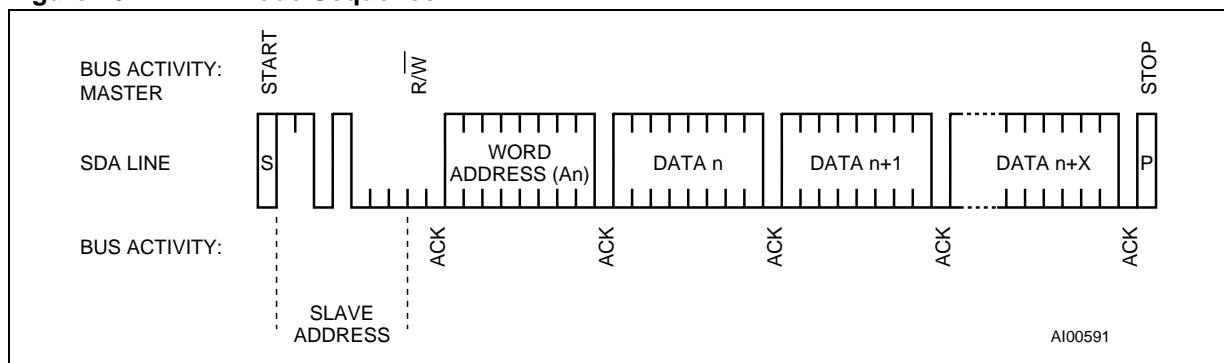 BUS ACTIVITY:
MASTER
START
R/W
STOP
SDA LINE
S
WORD
ADDRESS (An)
DATA n
DATA n+1
DATA n+X
P
BUS ACTIVITY:
ACK
ACK
ACK
ACK
ACK
SLAVE
ADDRESS
AI00591